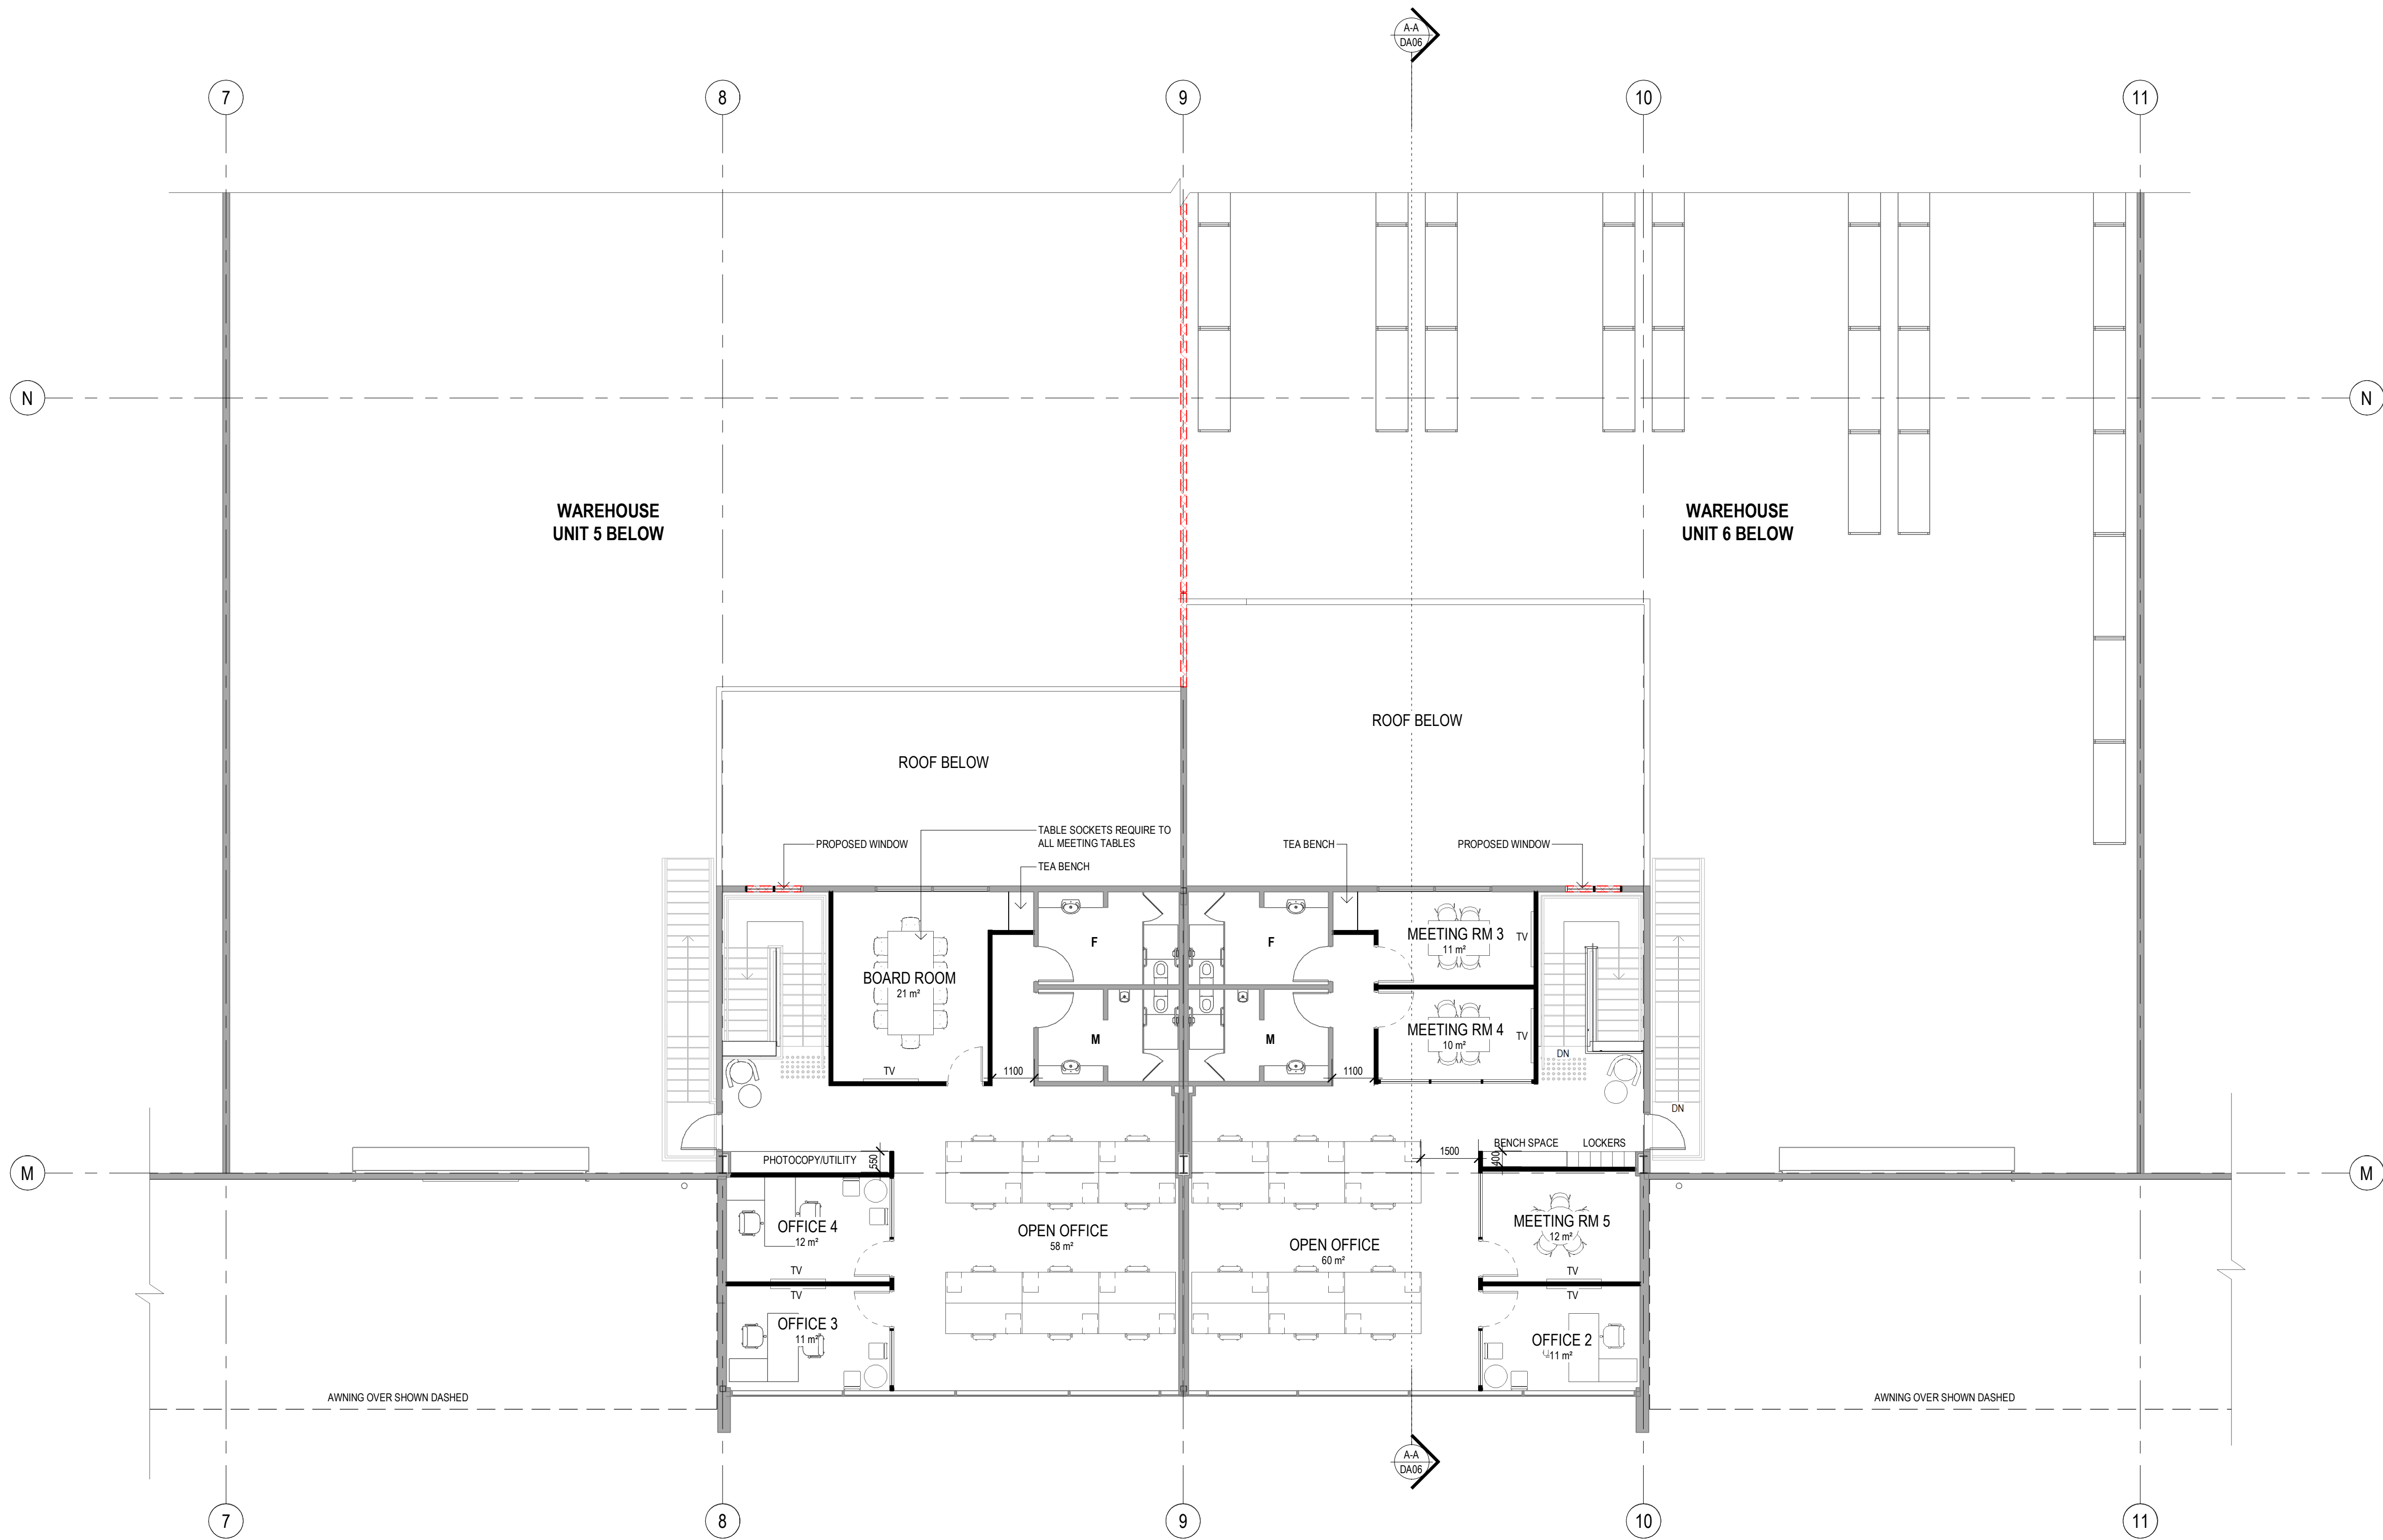 A-A
DA06
7
8
9
10
11
N
N
WAREHOUSE
UNIT 5 BELOW
WAREHOUSE
UNIT 6 BELOW
ROOF BELOW
ROOF BELOW
TABLE SOCKETS REQUIRE TO
ALL MEETING TABLES
PROPOSED WINDOW
TEA BENCH
PROPOSED WINDOW
TEA BENCH
F
F
MEETING RM 3
11 m²
TV
BOARD ROOM
21 m²
MEETING RM 4
10 m²
TV
M
M
DN
TV
1100
1100
DN
BENCH SPACE
LOCKERS
1500
400
PHOTOCOPY/UTILITY
550
M
M
OFFICE 4
12 m²
OPEN OFFICE
58 m²
OPEN OFFICE
60 m²
MEETING RM 5
12 m²
TV
TV
TV
TV
OFFICE 3
11 m²
OFFICE 2
11 m²
AWNING OVER SHOWN DASHED
AWNING OVER SHOWN DASHED
A-A
DA06
7
8
9
10
11